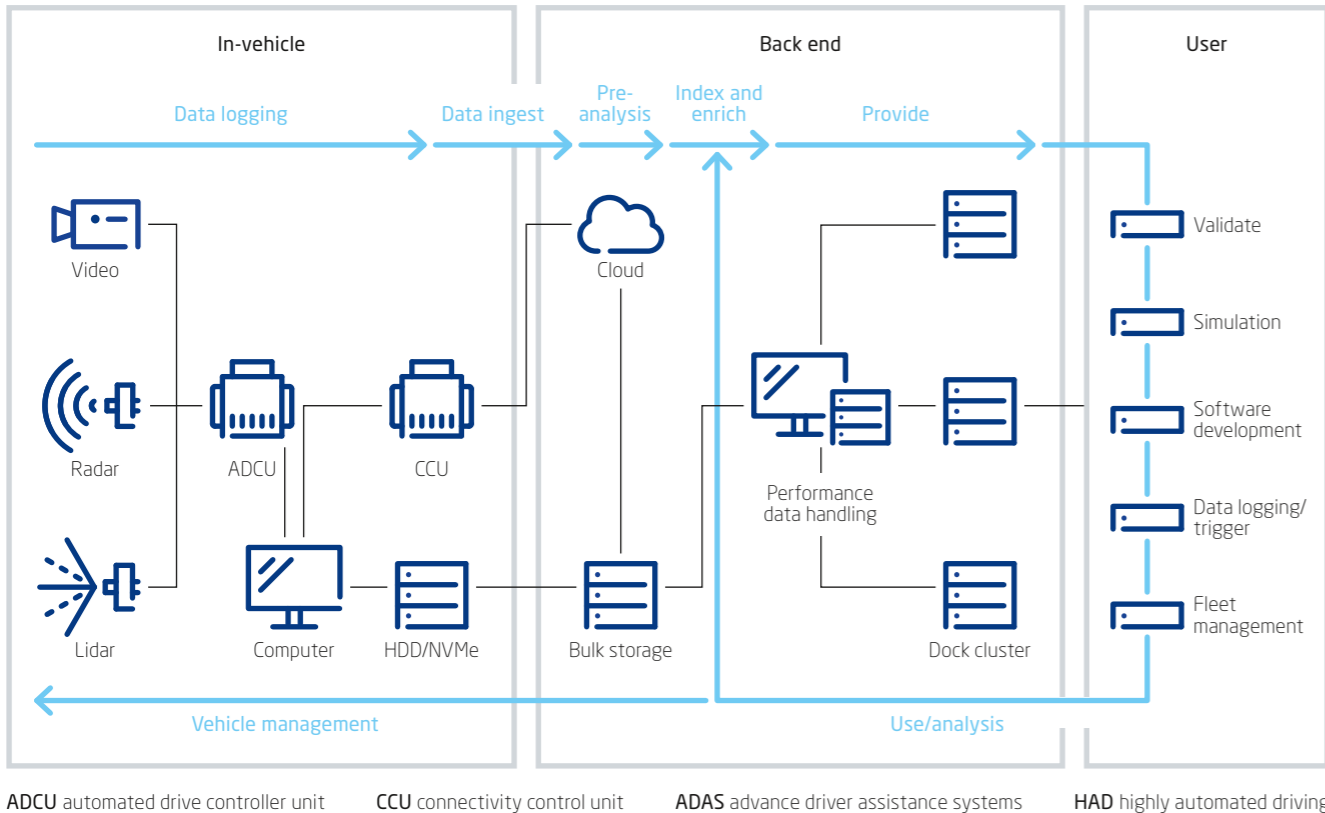 In-vehicle
Back end
User
Data logging
Data ingest
Pre-
analysis
Index and
enrich
Provide
Video
Cloud
Validate
Simulation
Radar
ADCU
CCU
Software
development
Performance
data handling
Data logging/
trigger
Lidar
Computer
HDD/NVMe
Bulk storage
Dock cluster
Fleet
management
Vehicle management
Use/analysis
ADCU automated drive controller unit
CCU connectivity control unit
ADAS advance driver assistance systems
HAD highly automated driving